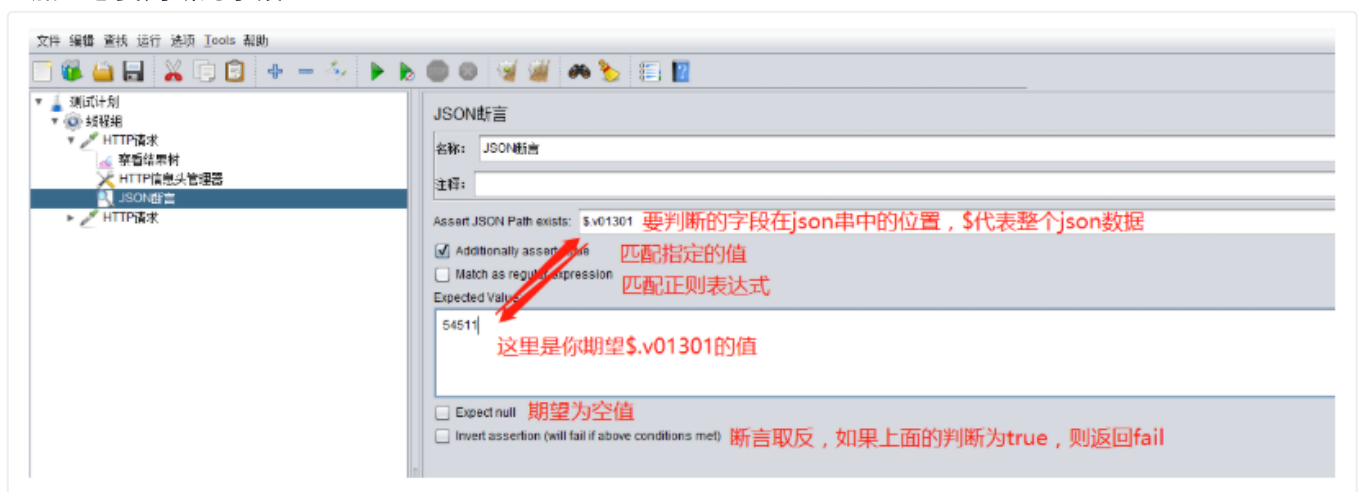 文件 编辑 查找 运行 选项 Tools 帮助
测试计划
线程组
HTTP请求
察看结果树
HTTP信息头管理器
JSON断言
HTTP请求
JSON断言
名称: JSON断言
注释:
Assert JSON Path exists: $.v01301 要判断的字段在json串中的位置，$代表整个json数据
Additionally assert value 匹配指定的值
Match as regular expression
匹配正则表达式
Expected Value
54511
这里是你期望$.v01301的值
Expect null 期望为空值
Invert assertion (will fail if above conditions met) 断言取反，如果上面的判断为true，则返回fail